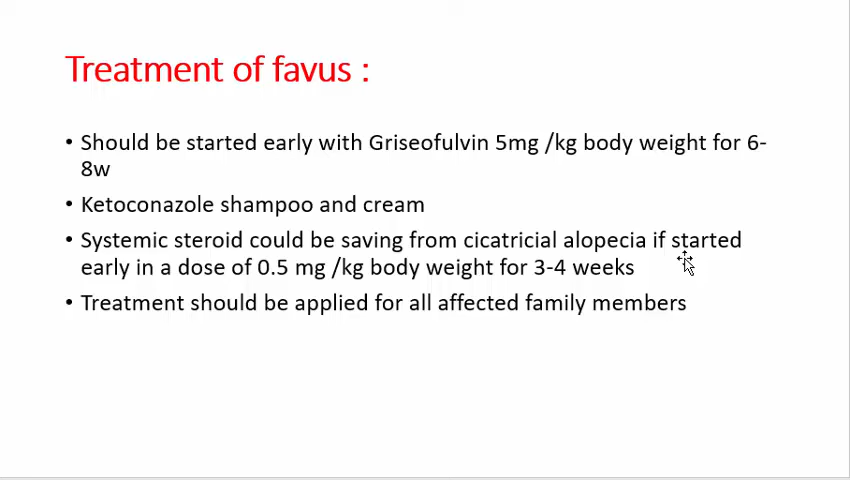 Treatment of favus :
• Should be started early with Griseofulvin 5mg /kg body weight for 6-
8w
• Ketoconazole shampoo and cream
• Systemic steroid could be saving from cicatricial alopecia if started
early in a dose of 0.5 mg /kg body weight for 3-4 weeks
• Treatment should be applied for all affected family members